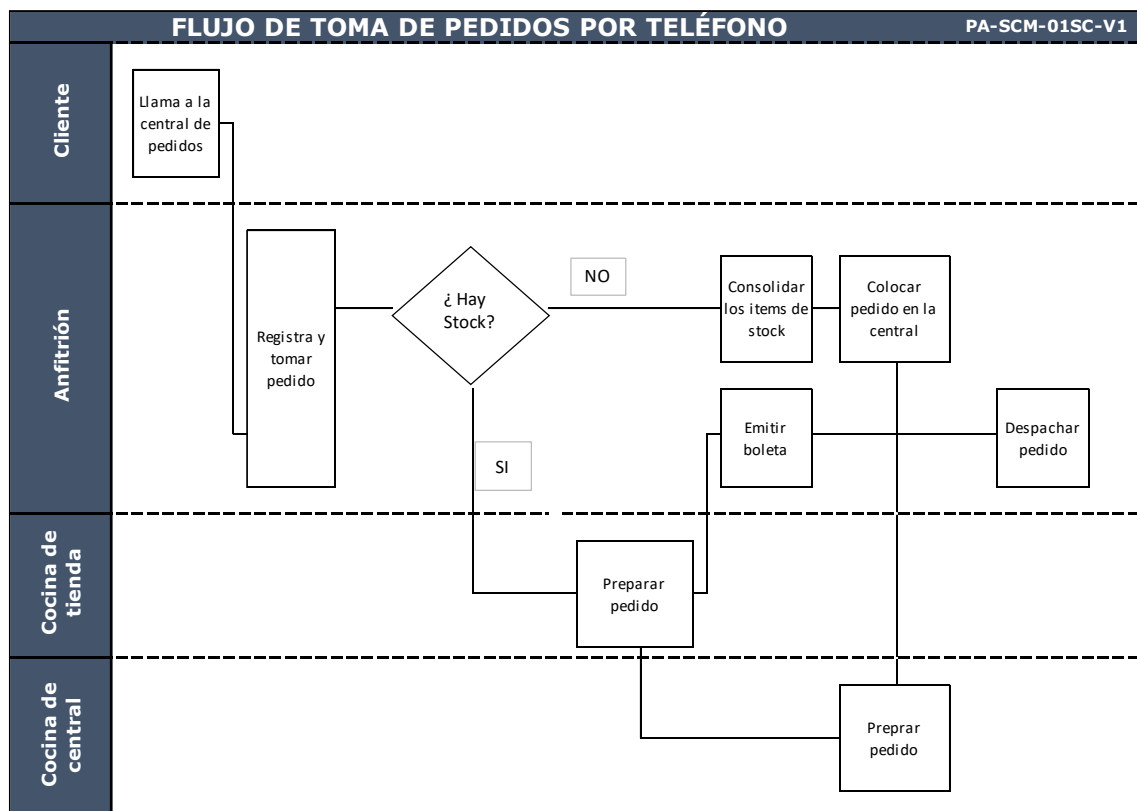 FLUJO DE TOMA DE PEDIDOS POR TELÉFONO
PA-SCM-01SC-V1
Cliente
Llama a la
central de
pedidos
Anfitrión
Registra y
tomar
pedido
¿ Hay
Stock?
NO
Consolidar
los items de
stock
Colocar
pedido en la
central
SI
Emitir
boleta
Despachar
pedido
Cocina de
tienda
Preparar
pedido
Cocina de
central
Preprar
pedido